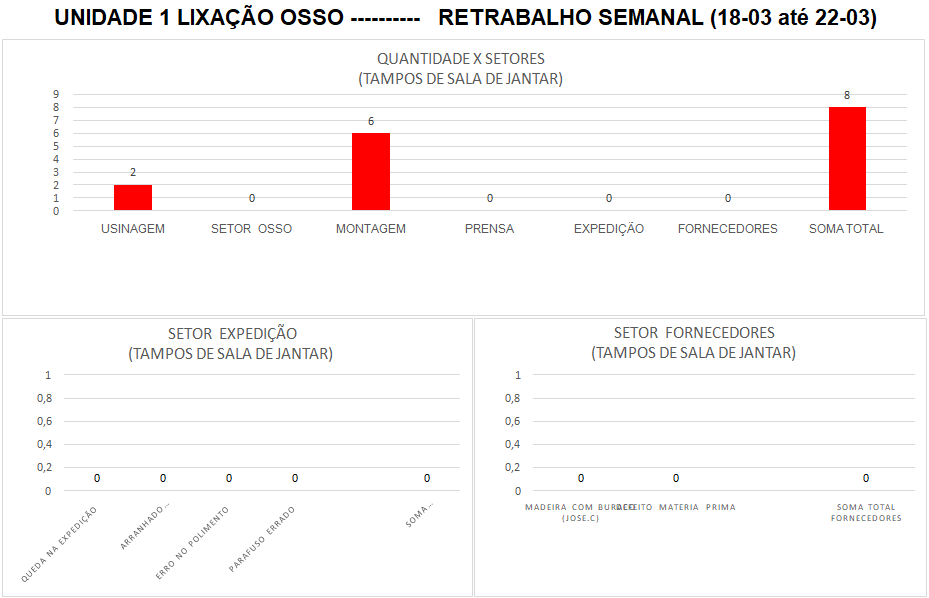 UNIDADE 1 LIXAÇÃO OSSO ---------- RETRABALHO SEMANAL (18-03 até 22-03)
QUANTIDADE X SETORES
(TAMPOS DE SALA DE JANTAR)
9
8
7
6
5
4
3
2
1
0
2
0
6
0
0
0
8
USINAGEM
SETOR OSSO
MONTAGEM
PRENSA
EXPEDIÇÃO
FORNECEDORES
SOMA TOTAL
SETOR EXPEDIÇÃO
(TAMPOS DE SALA DE JANTAR)
1
0,8
0,6
0,4
0,2
0
0
0
0
0
0
QUEDA NA EXPEDIÇÃO
ARRANHADO...
ERRO NO POLIMENTO
PARAFUSO ERRADO
SOMA...
SETOR FORNECEDORES
(TAMPOS DE SALA DE JANTAR)
1
0,8
0,6
0,4
0,2
0
0
0
0
MADEIRA COM BURACO
(JOSE.C)
DEFEITO MATERIA PRIMA
SOMA TOTAL
FORNECEDORES